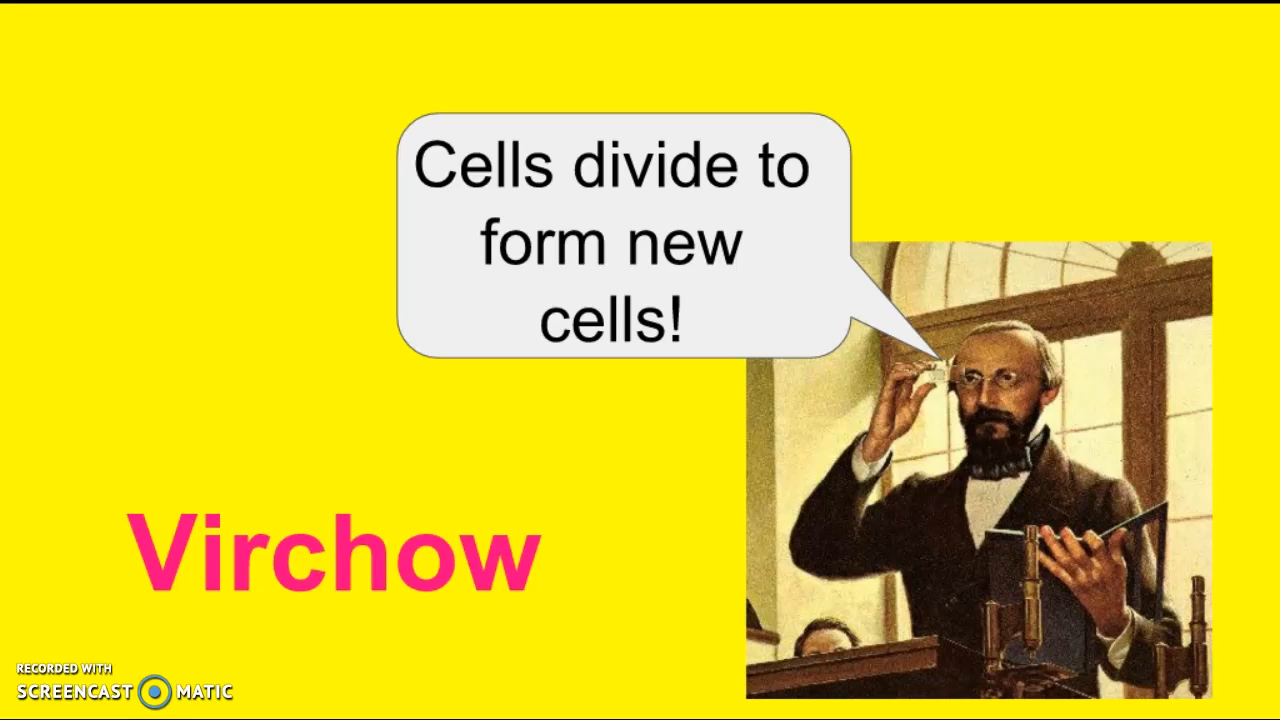 Cells divide to
form new
cells!
Virchow
RECORDED WITH
SCREENCAST MATIC